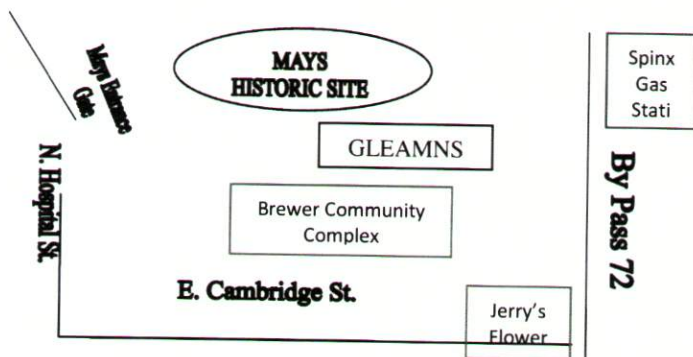 MAYS
HISTORIC SITE
Spinx
Gas
Stati
Mays Entrance
Gate
GLEAMNS
N. Hospital St.
Brewer Community
Complex
By Pass 72
E. Cambridge St.
Jerry's
Flower